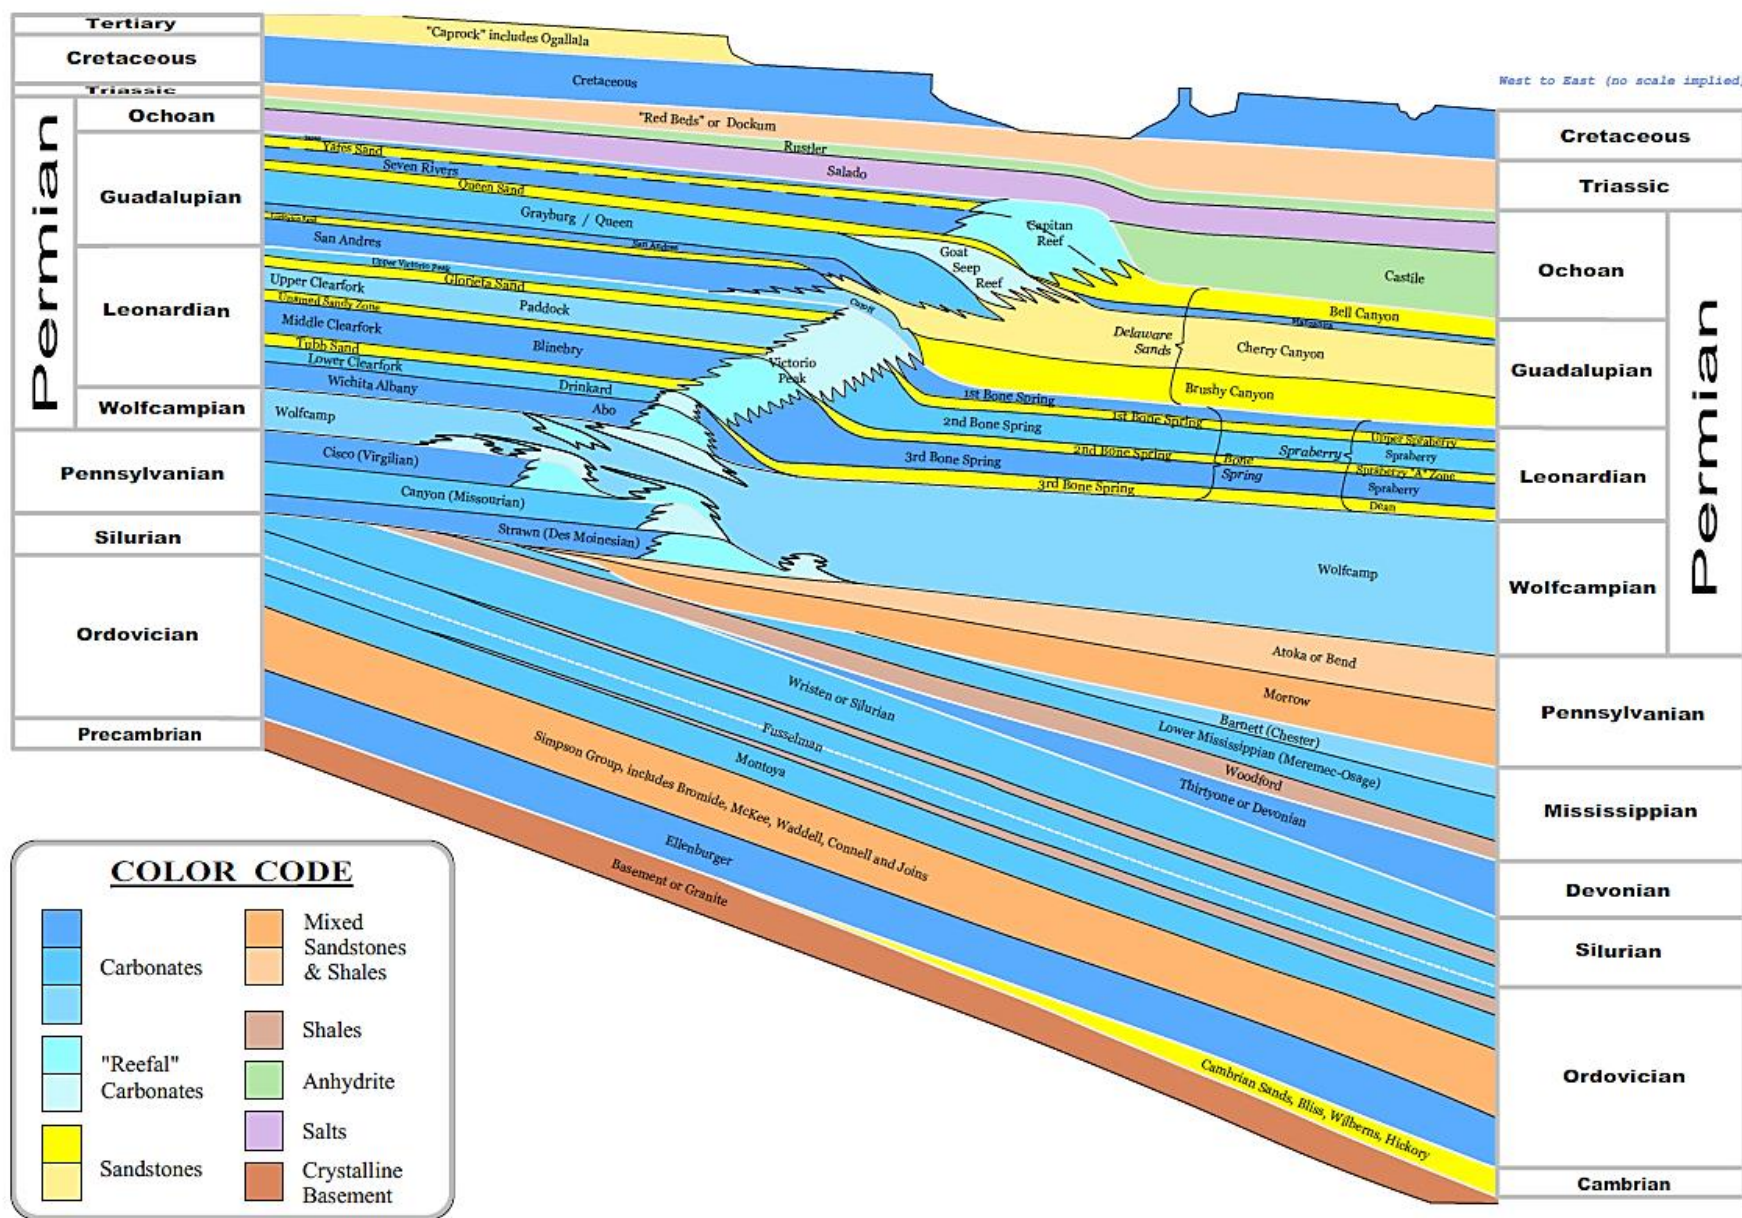 Tertiary
Cretaceous
Triassic
Permian
Ochoan
Guadalupian
Leonardian
Wolfcampian
Pennsylvanian
Silurian
Ordovician
Precambrian
"Caprock" includes Ogallala
Cretaceous
"Red Beds" or Dockum
Rustler
Salado
Yates Sand
Seven Rivers
Queen Sand
Grayburg / Queen
San Andres
San Andres
Upper Victorio Peak
Glorieta Sand
Upper Clearfork
Paddock
Unamed Sandy Zone
Middle Clearfork
Blinebry
Tubb Sand
Lower Clearfork
Drinkard
Wichita Albany
Abo
Wolfcamp
Cisco (Virgilian)
Canyon (Missourian)
Strawn (Des Moinesian)
Capitan
Reef
Goat
Seep
Reef
Cutoff
Victorio
Peak
Castile
Bell Canyon
Delaware
Sands
Cherry Canyon
Brushy Canyon
1st Bone Spring
1st Bone Spring
2nd Bone Spring
2nd Bone Spring
3rd Bone Spring
3rd Bone Spring
Bone
Spring
Spraberry
Upper Spraberry
Spraberry
Spraberry "A" Zone
Spraberry
Dean
Wolfcamp
Atoka or Bend
Morrow
Barnett (Chester)
Lower Mississippian (Meremec-Osage)
Woodford
Thirtyone or Devonian
Wristen or Silurian
Fusselman
Montoya
Simpson Group, includes Bromide, McKee, Waddell, Connell and Joins
Ellenburger
Basement or Granite
Cambrian Sands, Bliss, Wilberns, Hickory
West to East (no scale implied)
Cretaceous
Triassic
Ochoan
Guadalupian
Leonardian
Wolfcampian
Permian
Pennsylvanian
Mississippian
Devonian
Silurian
Ordovician
Cambrian
COLOR CODE
Carbonates
"Reefal"
Carbonates
Sandstones
Mixed
Sandstones
& Shales
Shales
Anhydrite
Salts
Crystalline
Basement